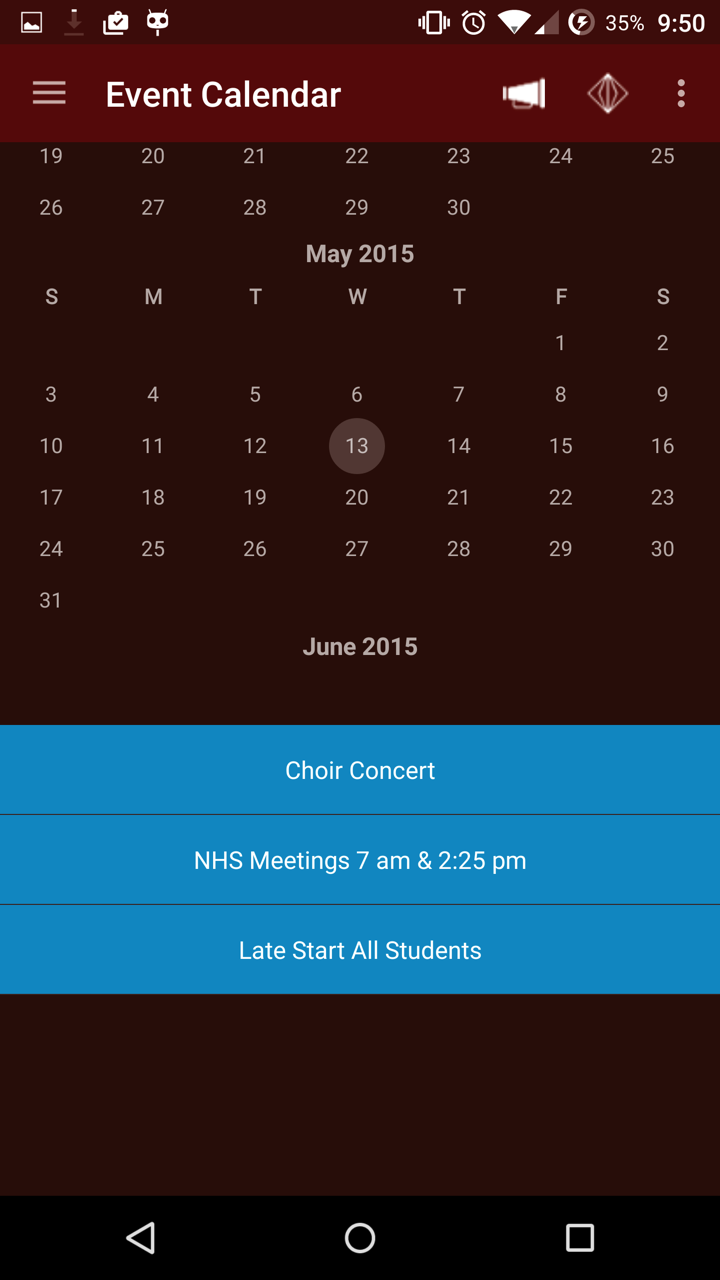 35% 9:50
Event Calendar
19 20 21 22 23 24 25
26 27 28 29 30
May 2015
S M T W T F S
1 2
3 4 5 6 7 8 9
10 11 12 13 14 15 16
17 18 19 20 21 22 23
24 25 26 27 28 29 30
31
June 2015
Choir Concert
NHS Meetings 7 am & 2:25 pm
Late Start All Students